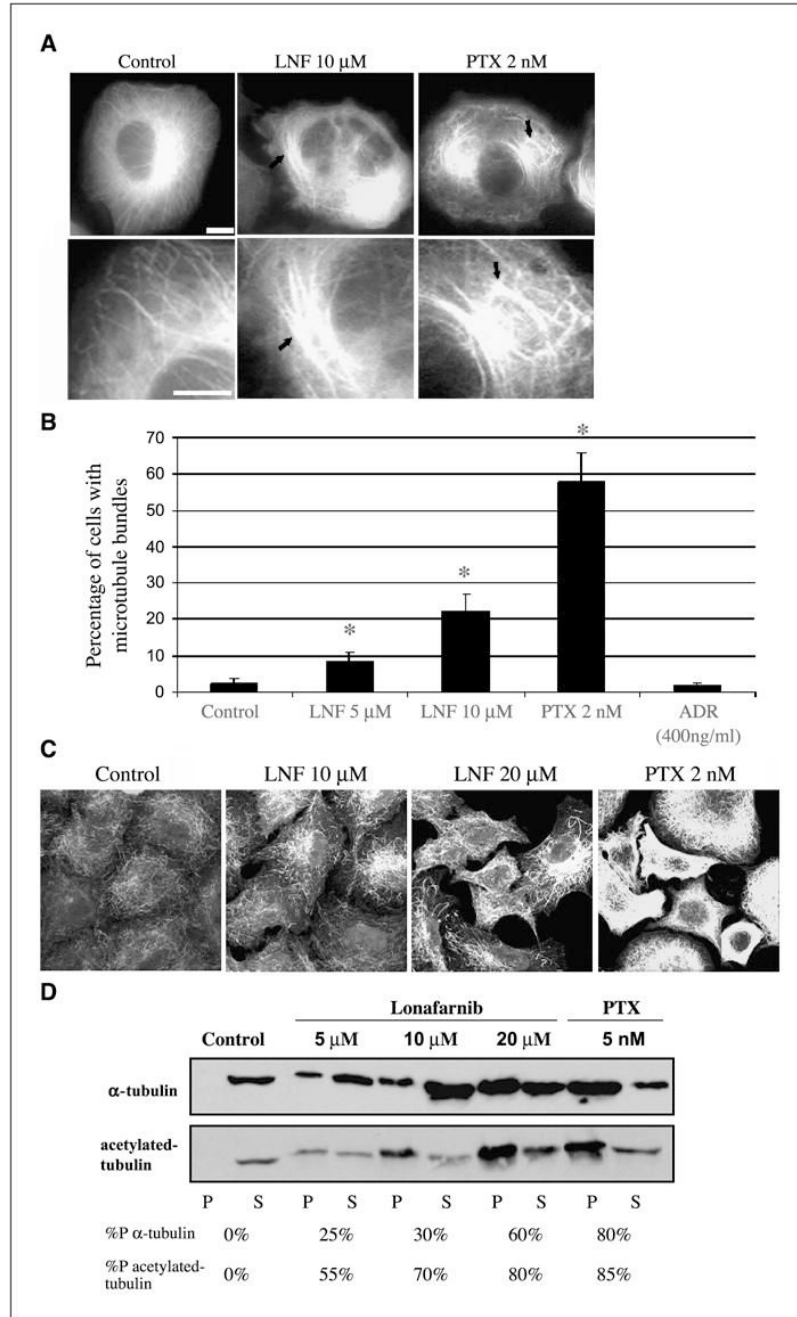 A
Control LNF 10 µM PTX 2 nM
B
Percentage of cells with
microtubule bundles
70
60
50
40
30
20
10
0
* * *
Control LNF 5 µM LNF 10 µM PTX 2 nM ADR
(400ng/ml)
C
Control LNF 10 µM LNF 20 µM PTX 2 nM
D
Lonafarnib PTX
Control 5 µM 10 µM 20 µM 5 nM
α-tubulin
acetylated-
tubulin
P S P S P S P S P S
%P α-tubulin 0% 25% 30% 60% 80%
%P acetylated-
tubulin 0% 55% 70% 80% 85%